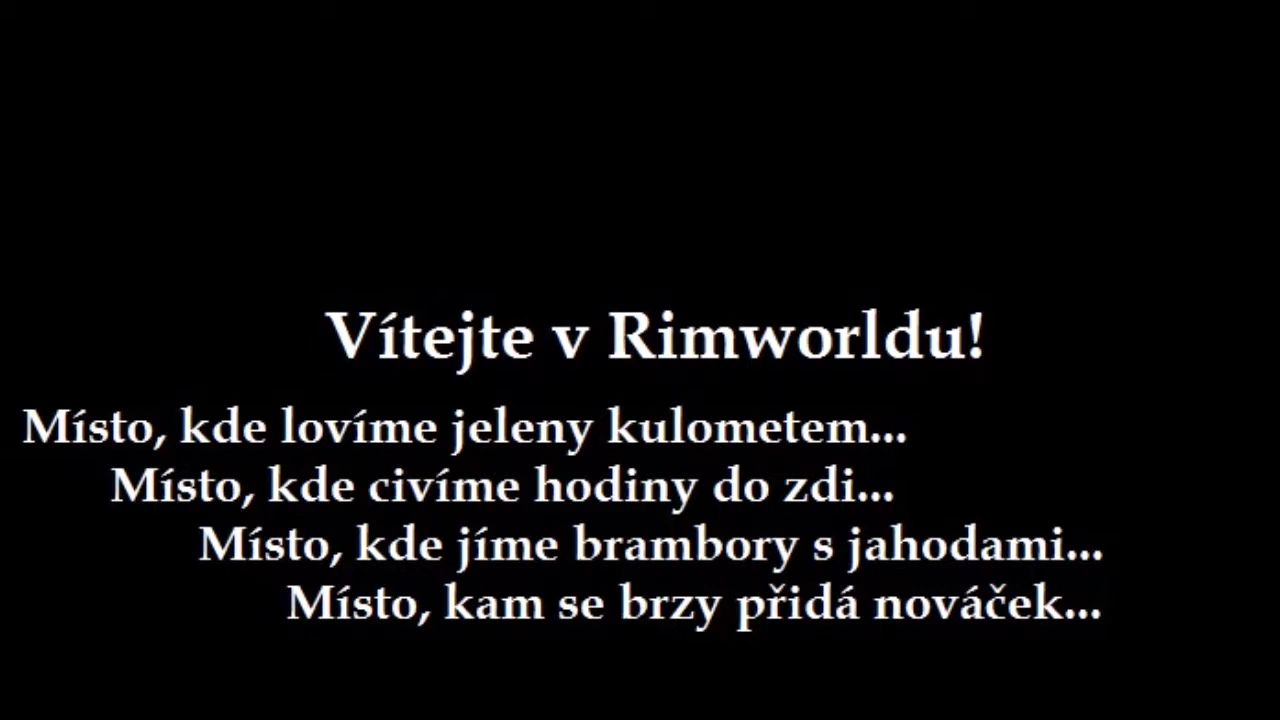 Vítejte v Rimworldu!
Místo, kde lovíme jeleny kulometem...
Místo, kde civíme hodiny do zdi...
Místo, kde jíme brambory s jahodami...
Místo, kam se brzy přidá nováček...